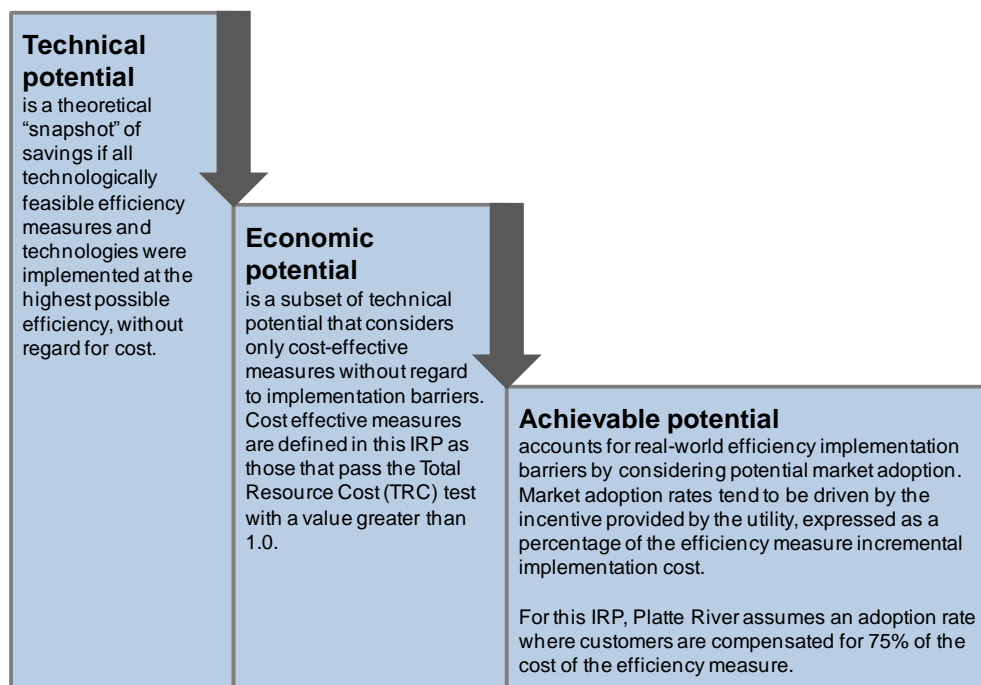 Technical
potential
is a theoretical
“snapshot” of
savings if all
technologically
feasible efficiency
measures and
technologies were
implemented at the
highest possible
efficiency, without
regard for cost.
Economic
potential
is a subset of technical
potential that considers
only cost-effective
measures without regard
to implementation barriers.
Cost effective measures
are defined in this IRP as
those that pass the Total
Resource Cost (TRC) test
with a value greater than
1.0.
Achievable potential
accounts for real-world efficiency implementation
barriers by considering potential market adoption.
Market adoption rates tend to be driven by the
incentive provided by the utility, expressed as a
percentage of the efficiency measure incremental
implementation cost.
For this IRP, Platte River assumes an adoption rate
where customers are compensated for 75% of the
cost of the efficiency measure.